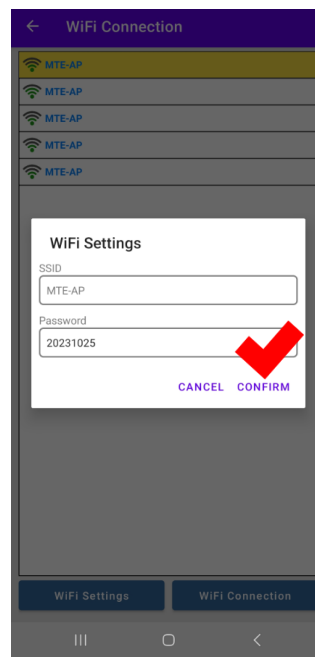 WiFi Connection
MTE-AP
MTE-AP
MTE-AP
MTE-AP
MTE-AP
WiFi Settings
SSID
MTE-AP
Password
20231025
CANCEL CONFIRM
WiFi Settings WiFi Connection